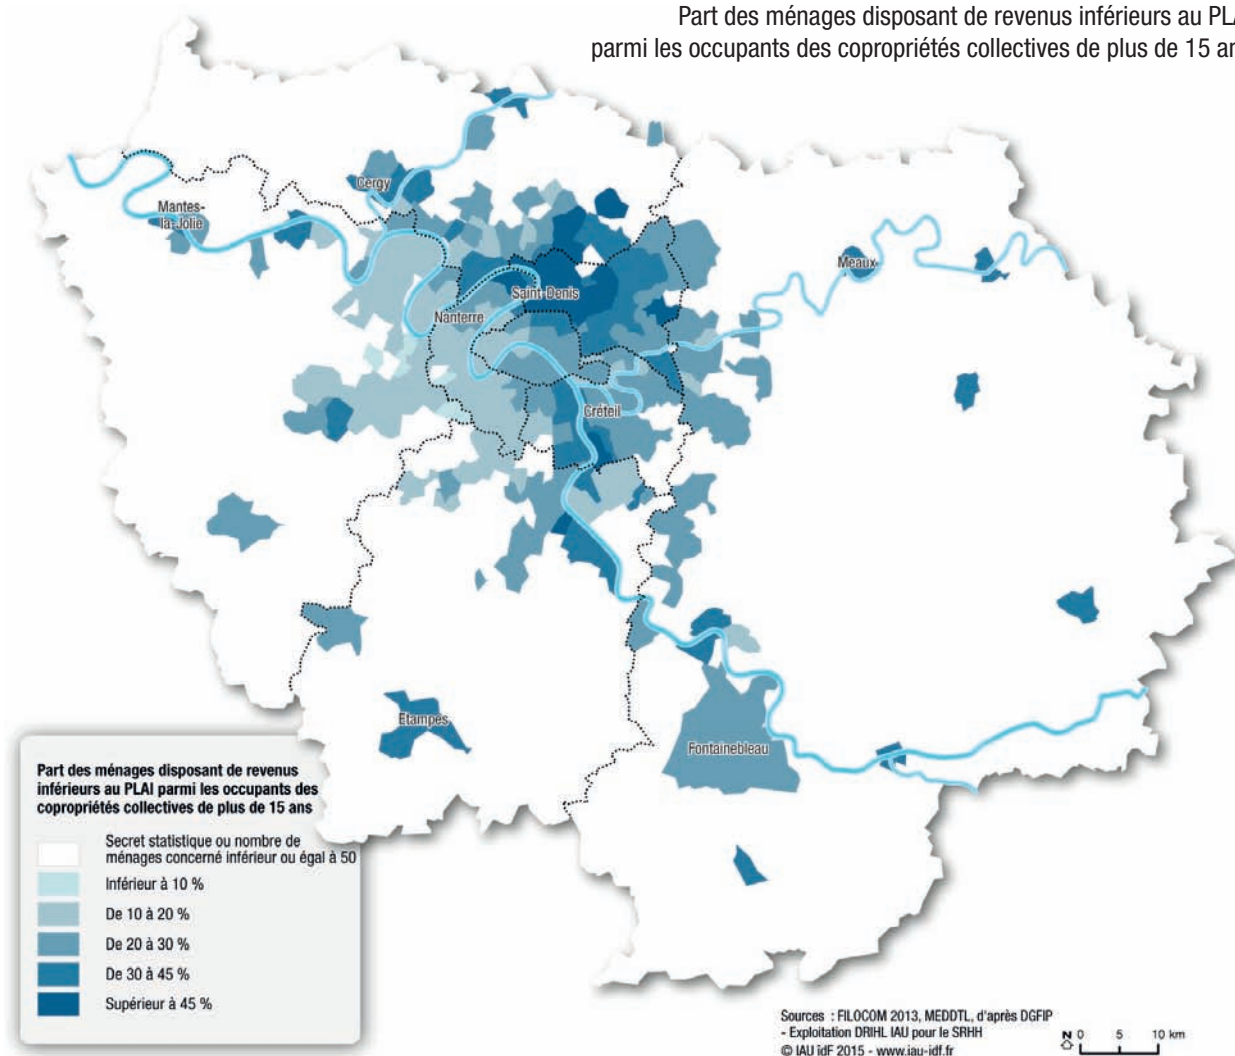 Part des ménages disposant de revenus inférieurs au PLA
parmi les occupants des copropriétés collectives de plus de 15 an
Cergy
Mantes-
la-Jolie
Meaux
Saint-Denis
Nanterre
Créteil
Etampes
Fontainebleau
Part des ménages disposant de revenus
inférieurs au PLAI parmi les occupants des
copropriétés collectives de plus de 15 ans
Secret statistique ou nombre de
ménages concerné inférieur ou égal à 50
Inférieur à 10 %
De 10 à 20 %
De 20 à 30 %
De 30 à 45 %
Supérieur à 45 %
Sources : FILOCOM 2013, MEDDTL, d'après DGFIP
- Exploitation DRIHL IAU pour le SRHH
© IAU îdF 2015 - www.iau-idf.fr
N 0 5 10 km